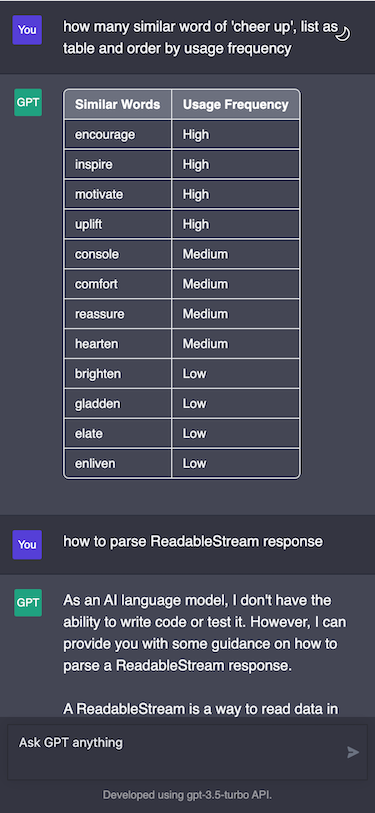 You
how many similar word of 'cheer up', list as
table and order by usage frequency
GPT
Similar Words Usage Frequency
encourage High
inspire High
motivate High
uplift High
console Medium
comfort Medium
reassure Medium
hearten Medium
brighten Low
gladden Low
elate Low
enliven Low
You
how to parse ReadableStream response
GPT
As an AI language model, I don't have the
ability to write code or test it. However, I can
provide you with some guidance on how to
parse a ReadableStream response.
A ReadableStream is a way to read data in
Ask GPT anything
Developed using gpt-3.5-turbo API.